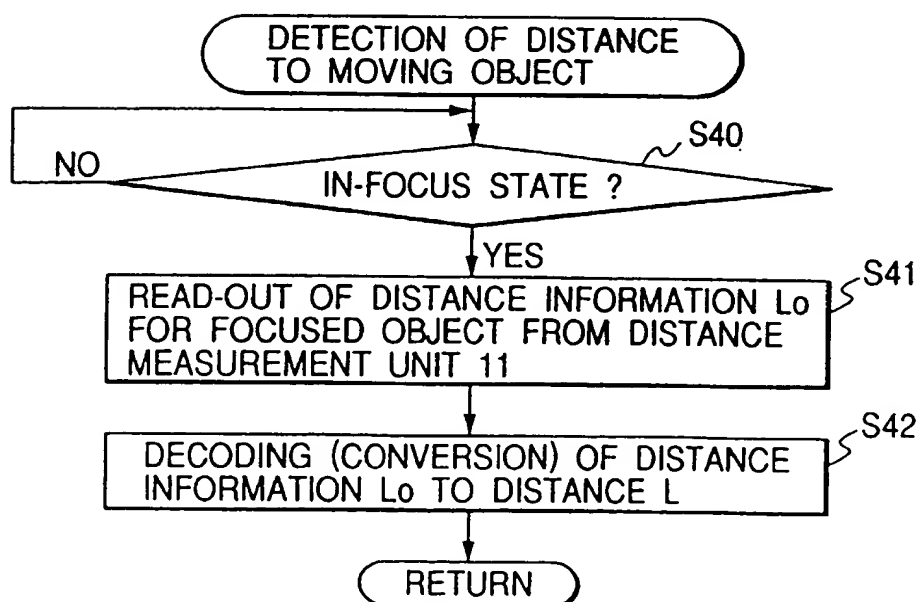 DETECTION OF DISTANCE
TO MOVING OBJECT
S40
NO
IN-FOCUS STATE ?
YES
S41
READ-OUT OF DISTANCE INFORMATION Lo
FOR FOCUSED OBJECT FROM DISTANCE
MEASUREMENT UNIT 11
S42
DECODING (CONVERSION) OF DISTANCE
INFORMATION Lo TO DISTANCE L
RETURN